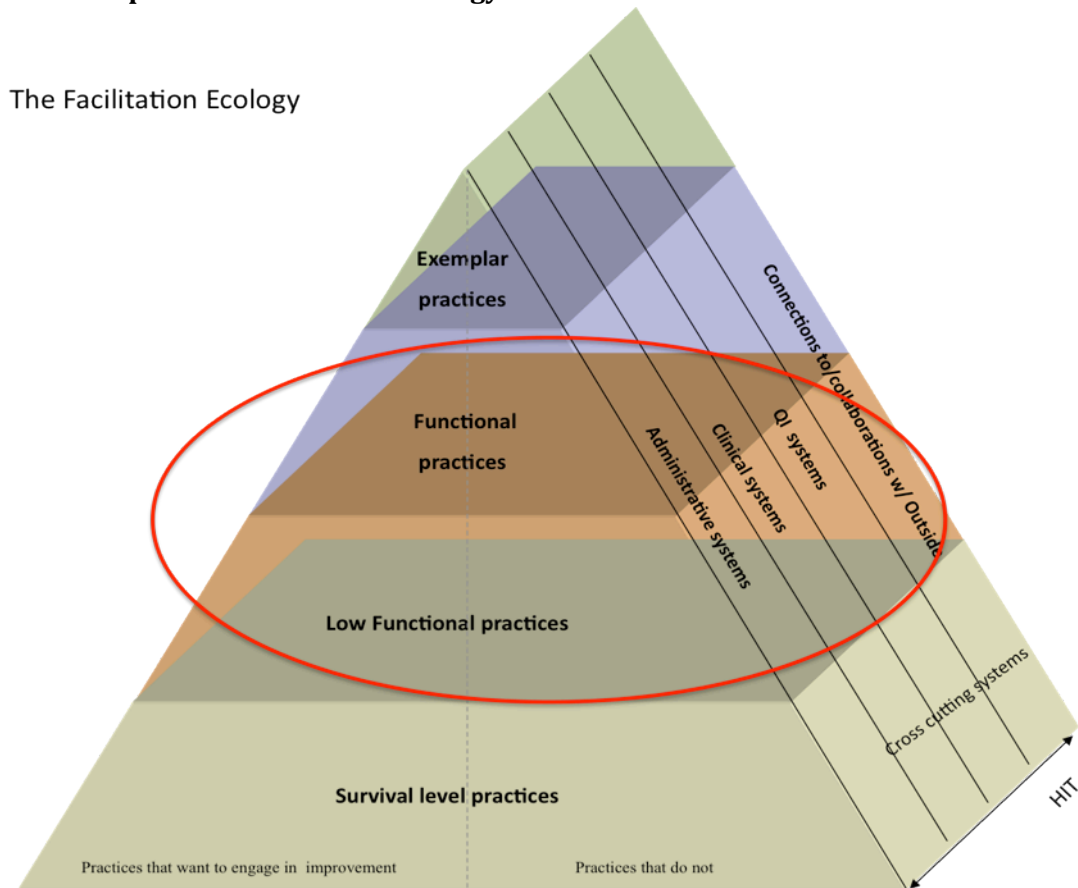 The Facilitation Ecology
Exemplar
practices
Functional
practices
Low Functional practices
Survival level practices
Practices that want to engage in improvement
Practices that do not
Administrative systems
Clinical systems
QI systems
Connections to/collaborations w/ Outside
Cross cutting systems
HIT